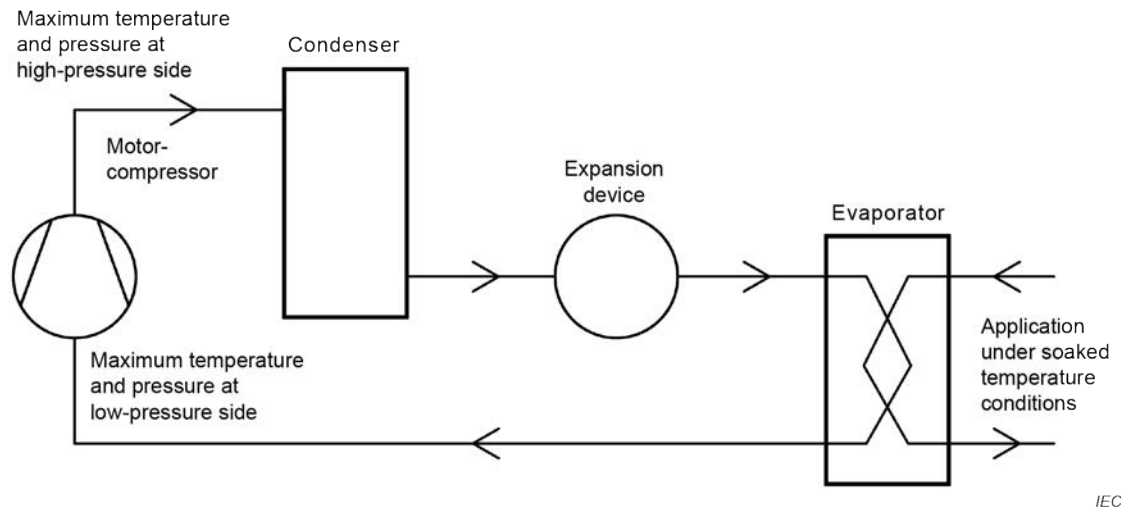 Maximum temperature
and pressure at
high-pressure side
Condenser
Motor-
compressor
Expansion
device
Evaporator
Maximum temperature
and pressure at
low-pressure side
Application
under soaked
temperature
conditions
IEC